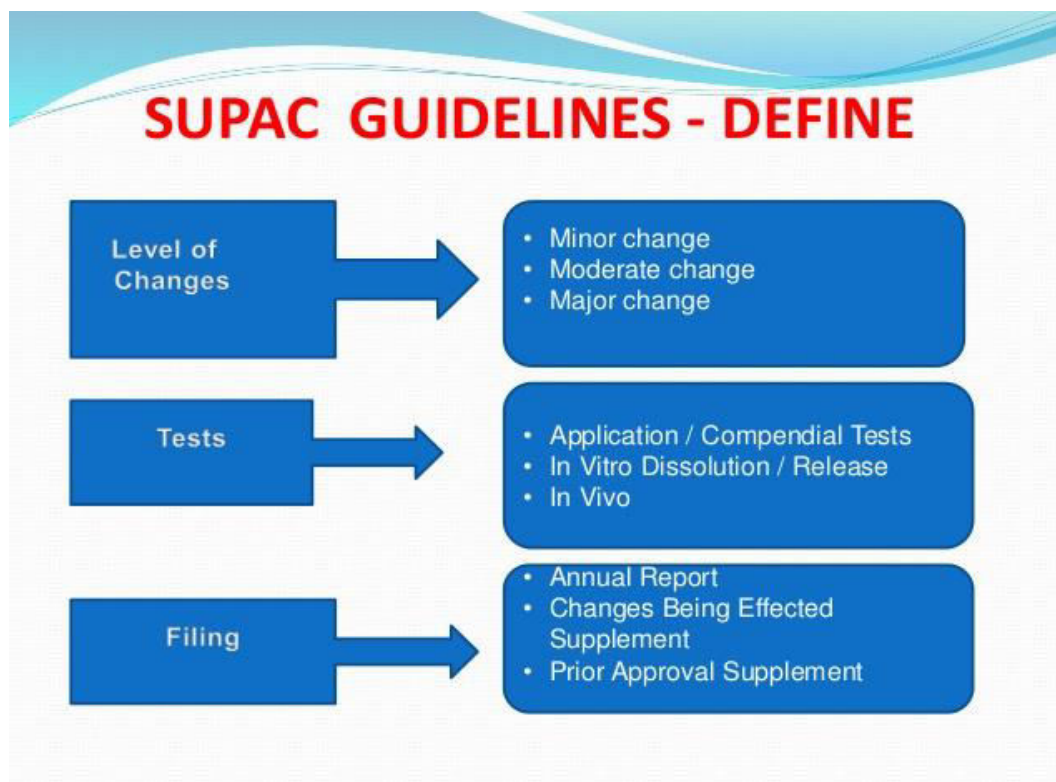 SUPAC GUIDELINES - DEFINE
Level of
Changes
• Minor change
• Moderate change
• Major change
Tests
• Application / Compendial Tests
• In Vitro Dissolution / Release
• In Vivo
Filing
• Annual Report
• Changes Being Effected
Supplement
• Prior Approval Supplement